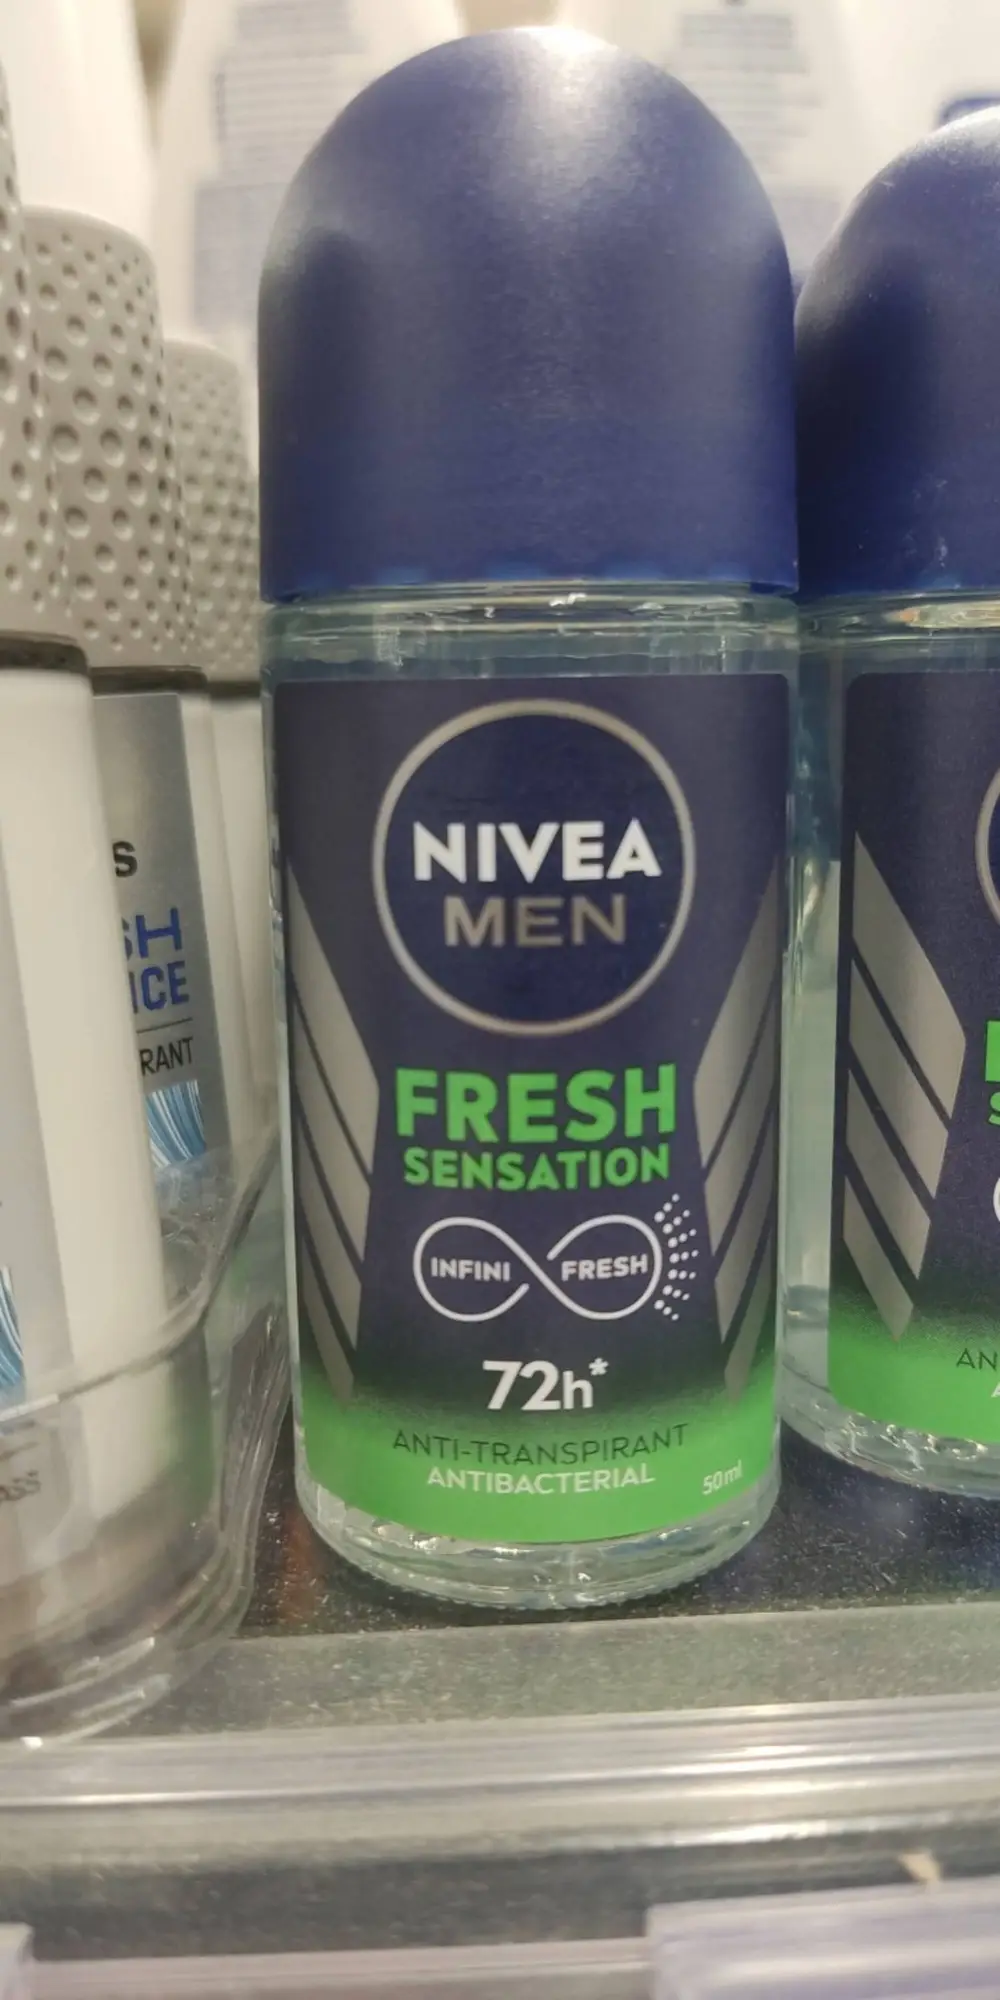 NIVEA
MEN
FRESH
SENSATION
INFINI FRESH
72h*
ANTI-TRANSPIRANT
ANTIBACTERIAL
50ml